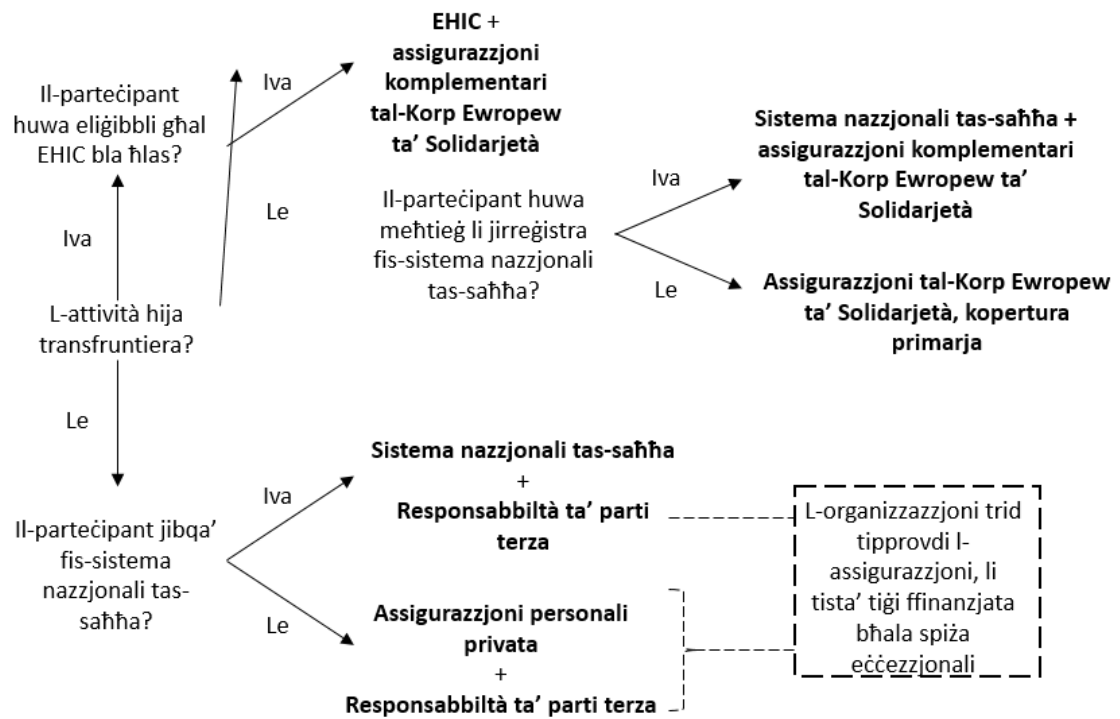 EHIC +
assigurazzjoni
komplementari
tal-Korp Ewropew
ta’ Solidarjetà
Iva
Il-parteċipant
huwa eliġibbli għal
EHIC bla ħlas?
Le
Iva
L-attività hija
transfruntiera?
Il-parteċipant huwa
meħtieġ li jirreġistra
fis-sistema nazzjonali
tas-saħħa?
Iva
Sistema nazzjonali tas-saħħa +
assigurazzjoni komplementari
tal-Korp Ewropew ta’
Solidarjetà
Le
Assigurazzjoni tal-Korp Ewropew
ta’ Solidarjetà, kopertura
primarja
Le
Il-parteċipant jibqa’
fis-sistema
nazzjonali tas-
saħħa?
Iva
Sistema nazzjonali tas-saħħa
+
Responsabbiltà ta’ parti
terza
Le
Assigurazzjoni personali
privata
+
Responsabbiltà ta’ parti terza
L-organizzazzjoni trid
tipprovdi l-
assigurazzjoni, li
tista’ tiġi ffinanzjata
bħala spiża
eċċezzjonali